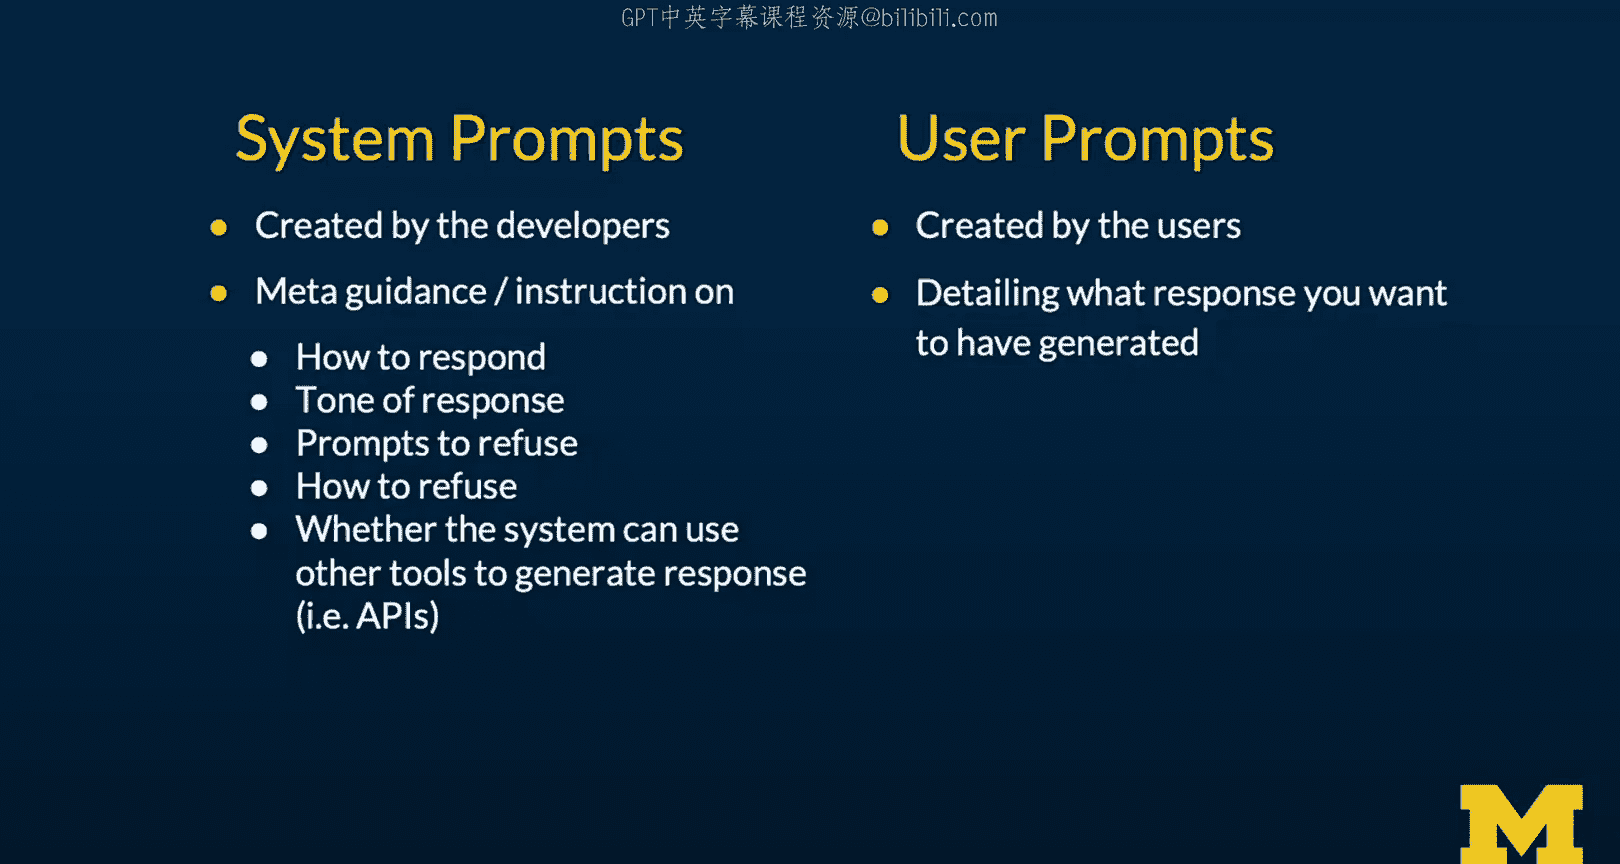 GPT中英字幕课程资源@bilibili.com
System Prompts
Created by the developers
Meta guidance / instruction on
How to respond
Tone of response
Prompts to refuse
How to refuse
Whether the system can use
other tools to generate response
(i.e. APIs)
User Prompts
Created by the users
Detailing what response you want
to have generated
M